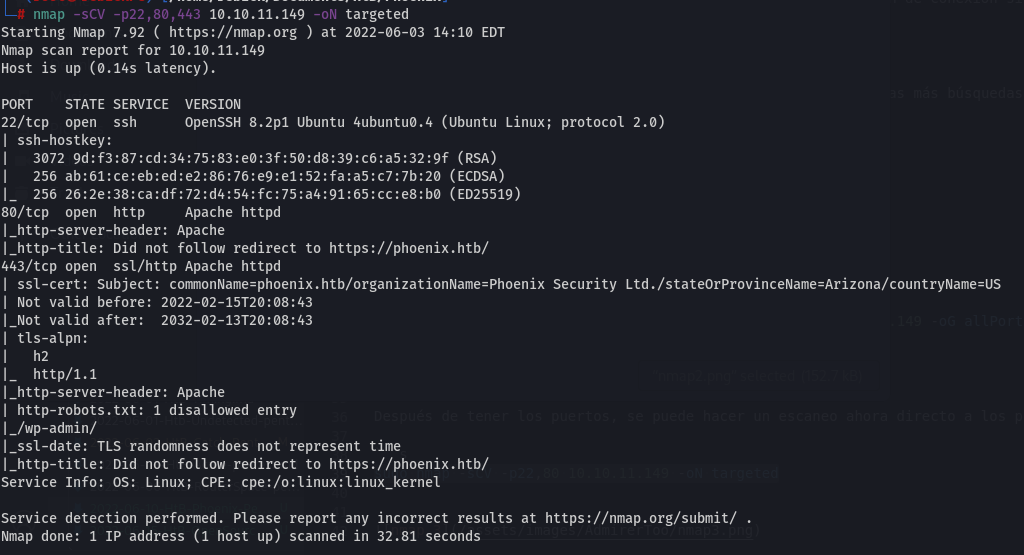 └─# nmap -sCV -p22,80,443 10.10.11.149 -oN targeted
Starting Nmap 7.92 ( https://nmap.org ) at 2022-06-03 14:10 EDT
Nmap scan report for 10.10.11.149
Host is up (0.14s latency).
PORT    STATE SERVICE  VERSION
22/tcp  open  ssh      OpenSSH 8.2p1 Ubuntu 4ubuntu0.4 (Ubuntu Linux; protocol 2.0)
| ssh-hostkey:
|   3072 9d:f3:87:cd:34:75:83:e0:3f:50:d8:39:c6:a5:32:9f (RSA)
|   256 ab:61:ce:eb:ed:e2:86:76:e9:e1:52:fa:a5:c7:7b:20 (ECDSA)
|_  256 26:2e:38:ca:df:72:d4:54:fc:75:a4:91:65:cc:e8:b0 (ED25519)
80/tcp  open  http     Apache httpd
|_http-server-header: Apache
|_http-title: Did not follow redirect to https://phoenix.htb/
443/tcp open  ssl/http Apache httpd
| ssl-cert: Subject: commonName=phoenix.htb/organizationName=Phoenix Security Ltd./stateOrProvinceName=Arizona/countryName=US
| Not valid before: 2022-02-15T20:08:43
|_Not valid after:  2032-02-13T20:08:43
| tls-alpn:
|   h2
|_  http/1.1
|_http-server-header: Apache
| http-robots.txt: 1 disallowed entry
|_/wp-admin/
|_ssl-date: TLS randomness does not represent time
|_http-title: Did not follow redirect to https://phoenix.htb/
Service Info: OS: Linux; CPE: cpe:/o:linux:linux_kernel
Service detection performed. Please report any incorrect results at https://nmap.org/submit/ .
Nmap done: 1 IP address (1 host up) scanned in 32.81 seconds